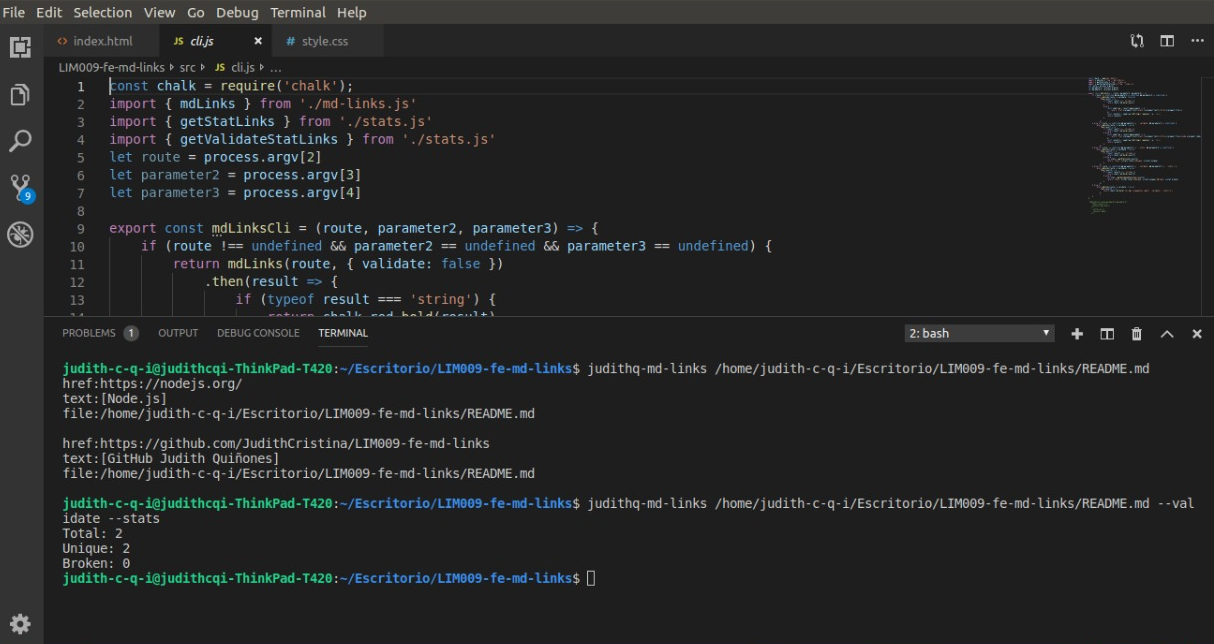 File Edit Selection View Go Debug Terminal Help
<> index.html JS cli.js × # style.css
LIM009-fe-md-links › src › JS cli.js › ...
1 const chalk = require('chalk');
2 import { mdLinks } from './md-links.js'
3 import { getStatLinks } from './stats.js'
4 import { getValidateStatLinks } from './stats.js'
5 let route = process.argv[2]
6 let parameter2 = process.argv[3]
7 let parameter3 = process.argv[4]
8
9 export const mdLinksCli = (route, parameter2, parameter3) => {
10 if (route !== undefined && parameter2 == undefined && parameter3 == undefined) {
11 return mdLinks(route, { validate: false })
12 .then(result => {
13 if (typeof result === 'string') {
14 return chalk.red.bold(result)
9
PROBLEMS 1 OUTPUT DEBUG CONSOLE TERMINAL 2: bash
judith-c-q-i@judithcqi-ThinkPad-T420:~/Escritorio/LIM009-fe-md-links$ judithq-md-links /home/judith-c-q-i/Escritorio/LIM009-fe-md-links/README.md
href:https://nodejs.org/
text:[Node.js]
file:/home/judith-c-q-i/Escritorio/LIM009-fe-md-links/README.md
href:https://github.com/JudithCristina/LIM009-fe-md-links
text:[GitHub Judith Quiñones]
file:/home/judith-c-q-i/Escritorio/LIM009-fe-md-links/README.md
judith-c-q-i@judithcqi-ThinkPad-T420:~/Escritorio/LIM009-fe-md-links$ judithq-md-links /home/judith-c-q-i/Escritorio/LIM009-fe-md-links/README.md --val
idate --stats
Total: 2
Unique: 2
Broken: 0
judith-c-q-i@judithcqi-ThinkPad-T420:~/Escritorio/LIM009-fe-md-links$